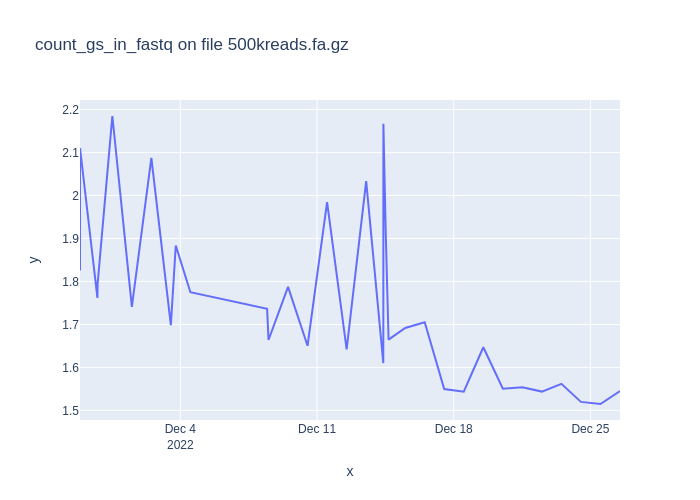 count_gs_in_fastq on file 500kreads.fa.gz
2.2
2.1
2
1.9
1.8
1.7
1.6
1.5
y
Dec 4
2022
Dec 11
Dec 18
Dec 25
x